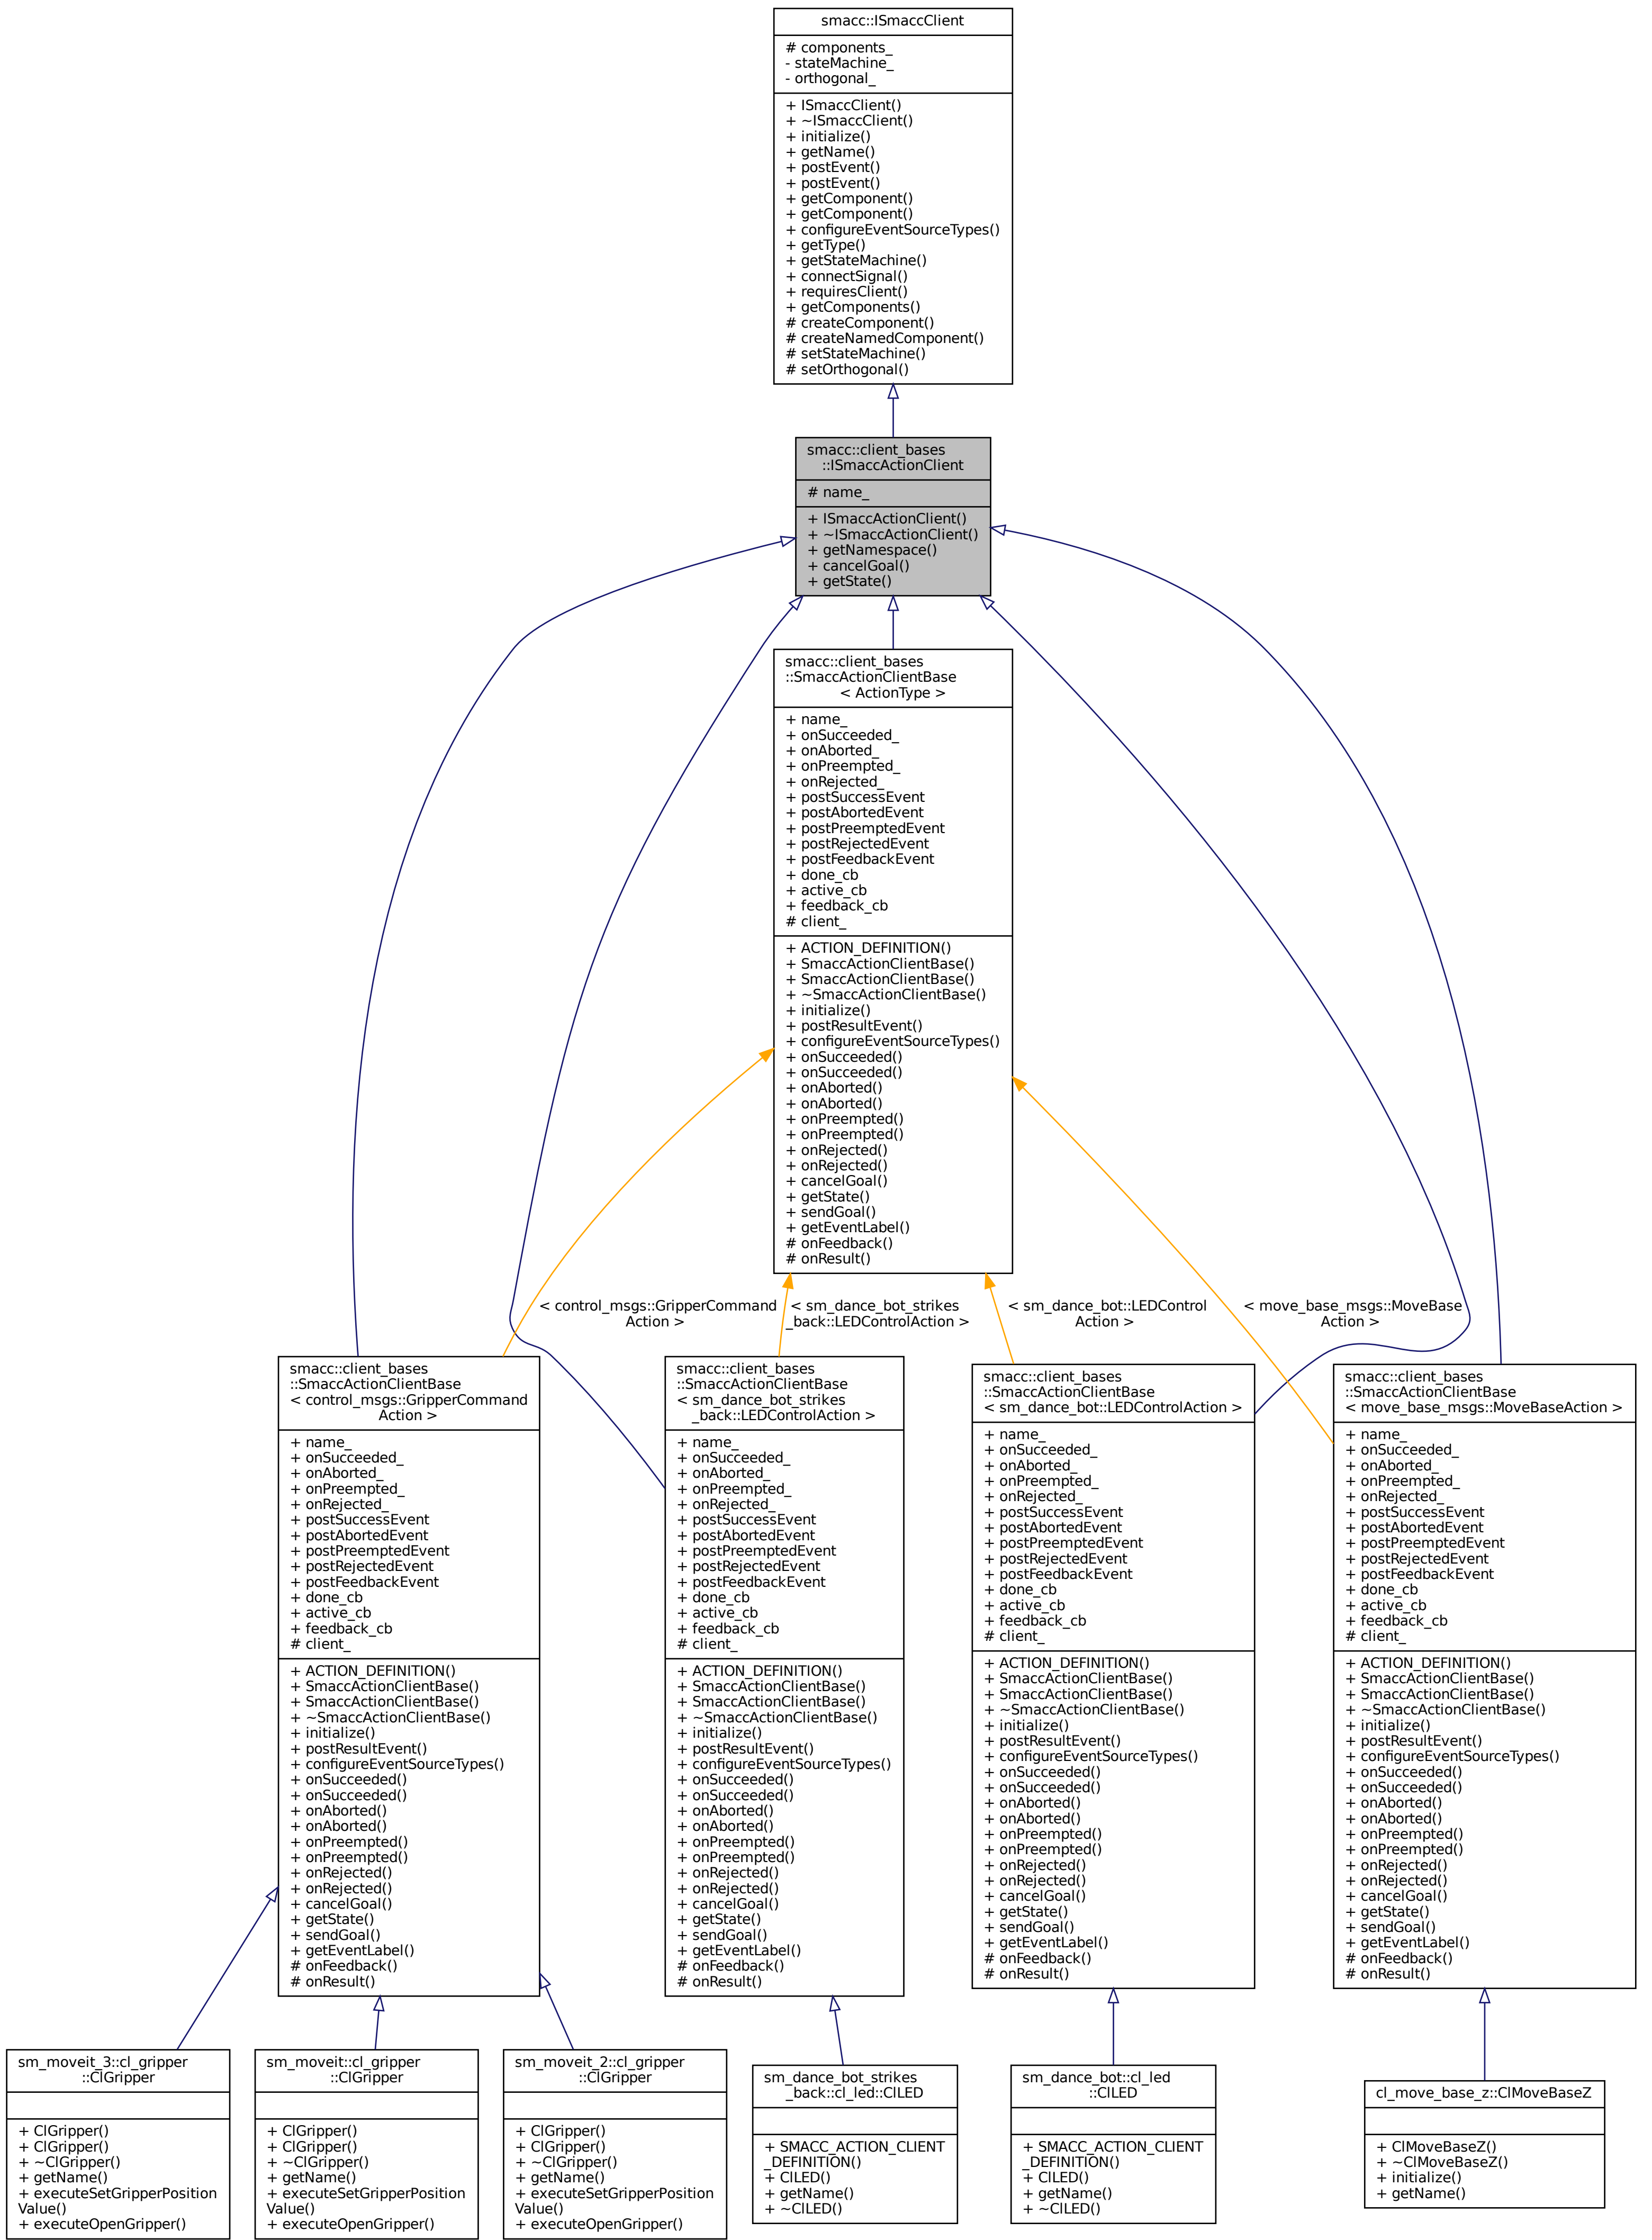 smacc::ISmaccClient
# components_
- stateMachine_
- orthogonal_
+ ISmaccClient()
+ ~ISmaccClient()
+ initialize()
+ getName()
+ postEvent()
+ postEvent()
+ getComponent()
+ getComponent()
+ configureEventSourceTypes()
+ getType()
+ getStateMachine()
+ connectSignal()
+ requiresClient()
+ getComponents()
# createComponent()
# createNamedComponent()
# setStateMachine()
# setOrthogonal()
smacc::client_bases
::ISmaccActionClient
# name_
+ ISmaccActionClient()
+ ~ISmaccActionClient()
+ getNamespace()
+ cancelGoal()
+ getState()
smacc::client_bases
::SmaccActionClientBase
< ActionType >
+ name_
+ onSucceeded_
+ onAborted_
+ onPreempted_
+ onRejected_
+ postSuccessEvent
+ postAbortedEvent
+ postPreemptedEvent
+ postRejectedEvent
+ postFeedbackEvent
+ done_cb
+ active_cb
+ feedback_cb
# client_
+ ACTION_DEFINITION()
+ SmaccActionClientBase()
+ SmaccActionClientBase()
+ ~SmaccActionClientBase()
+ initialize()
+ postResultEvent()
+ configureEventSourceTypes()
+ onSucceeded()
+ onSucceeded()
+ onAborted()
+ onAborted()
+ onPreempted()
+ onPreempted()
+ onRejected()
+ onRejected()
+ cancelGoal()
+ getState()
+ sendGoal()
+ getEventLabel()
# onFeedback()
# onResult()
< control_msgs::GripperCommand
Action >
< sm_dance_bot_strikes
_back::LEDControlAction >
< sm_dance_bot::LEDControl
Action >
< move_base_msgs::MoveBase
Action >
smacc::client_bases
::SmaccActionClientBase
< control_msgs::GripperCommand
Action >
+ name_
+ onSucceeded_
+ onAborted_
+ onPreempted_
+ onRejected_
+ postSuccessEvent
+ postAbortedEvent
+ postPreemptedEvent
+ postRejectedEvent
+ postFeedbackEvent
+ done_cb
+ active_cb
+ feedback_cb
# client_
+ ACTION_DEFINITION()
+ SmaccActionClientBase()
+ SmaccActionClientBase()
+ ~SmaccActionClientBase()
+ initialize()
+ postResultEvent()
+ configureEventSourceTypes()
+ onSucceeded()
+ onSucceeded()
+ onAborted()
+ onAborted()
+ onPreempted()
+ onPreempted()
+ onRejected()
+ onRejected()
+ cancelGoal()
+ getState()
+ sendGoal()
+ getEventLabel()
# onFeedback()
# onResult()
smacc::client_bases
::SmaccActionClientBase
< sm_dance_bot_strikes
_back::LEDControlAction >
+ name_
+ onSucceeded_
+ onAborted_
+ onPreempted_
+ onRejected_
+ postSuccessEvent
+ postAbortedEvent
+ postPreemptedEvent
+ postRejectedEvent
+ postFeedbackEvent
+ done_cb
+ active_cb
+ feedback_cb
# client_
+ ACTION_DEFINITION()
+ SmaccActionClientBase()
+ SmaccActionClientBase()
+ ~SmaccActionClientBase()
+ initialize()
+ postResultEvent()
+ configureEventSourceTypes()
+ onSucceeded()
+ onSucceeded()
+ onAborted()
+ onAborted()
+ onPreempted()
+ onPreempted()
+ onRejected()
+ onRejected()
+ cancelGoal()
+ getState()
+ sendGoal()
+ getEventLabel()
# onFeedback()
# onResult()
smacc::client_bases
::SmaccActionClientBase
< sm_dance_bot::LEDControlAction >
+ name_
+ onSucceeded_
+ onAborted_
+ onPreempted_
+ onRejected_
+ postSuccessEvent
+ postAbortedEvent
+ postPreemptedEvent
+ postRejectedEvent
+ postFeedbackEvent
+ done_cb
+ active_cb
+ feedback_cb
# client_
+ ACTION_DEFINITION()
+ SmaccActionClientBase()
+ SmaccActionClientBase()
+ ~SmaccActionClientBase()
+ initialize()
+ postResultEvent()
+ configureEventSourceTypes()
+ onSucceeded()
+ onSucceeded()
+ onAborted()
+ onAborted()
+ onPreempted()
+ onPreempted()
+ onRejected()
+ onRejected()
+ cancelGoal()
+ getState()
+ sendGoal()
+ getEventLabel()
# onFeedback()
# onResult()
smacc::client_bases
::SmaccActionClientBase
< move_base_msgs::MoveBaseAction >
+ name_
+ onSucceeded_
+ onAborted_
+ onPreempted_
+ onRejected_
+ postSuccessEvent
+ postAbortedEvent
+ postPreemptedEvent
+ postRejectedEvent
+ postFeedbackEvent
+ done_cb
+ active_cb
+ feedback_cb
# client_
+ ACTION_DEFINITION()
+ SmaccActionClientBase()
+ SmaccActionClientBase()
+ ~SmaccActionClientBase()
+ initialize()
+ postResultEvent()
+ configureEventSourceTypes()
+ onSucceeded()
+ onSucceeded()
+ onAborted()
+ onAborted()
+ onPreempted()
+ onPreempted()
+ onRejected()
+ onRejected()
+ cancelGoal()
+ getState()
+ sendGoal()
+ getEventLabel()
# onFeedback()
# onResult()
sm_moveit_3::cl_gripper
::ClGripper
+ ClGripper()
+ ClGripper()
+ ~ClGripper()
+ getName()
+ executeSetGripperPosition
Value()
+ executeOpenGripper()
sm_moveit::cl_gripper
::ClGripper
+ ClGripper()
+ ClGripper()
+ ~ClGripper()
+ getName()
+ executeSetGripperPosition
Value()
+ executeOpenGripper()
sm_moveit_2::cl_gripper
::ClGripper
+ ClGripper()
+ ClGripper()
+ ~ClGripper()
+ getName()
+ executeSetGripperPosition
Value()
+ executeOpenGripper()
sm_dance_bot_strikes
_back::cl_led::ClLED
+ SMACC_ACTION_CLIENT
_DEFINITION()
+ ClLED()
+ getName()
+ ~ClLED()
sm_dance_bot::cl_led
::ClLED
+ SMACC_ACTION_CLIENT
_DEFINITION()
+ ClLED()
+ getName()
+ ~ClLED()
cl_move_base_z::ClMoveBaseZ
+ ClMoveBaseZ()
+ ~ClMoveBaseZ()
+ initialize()
+ getName()